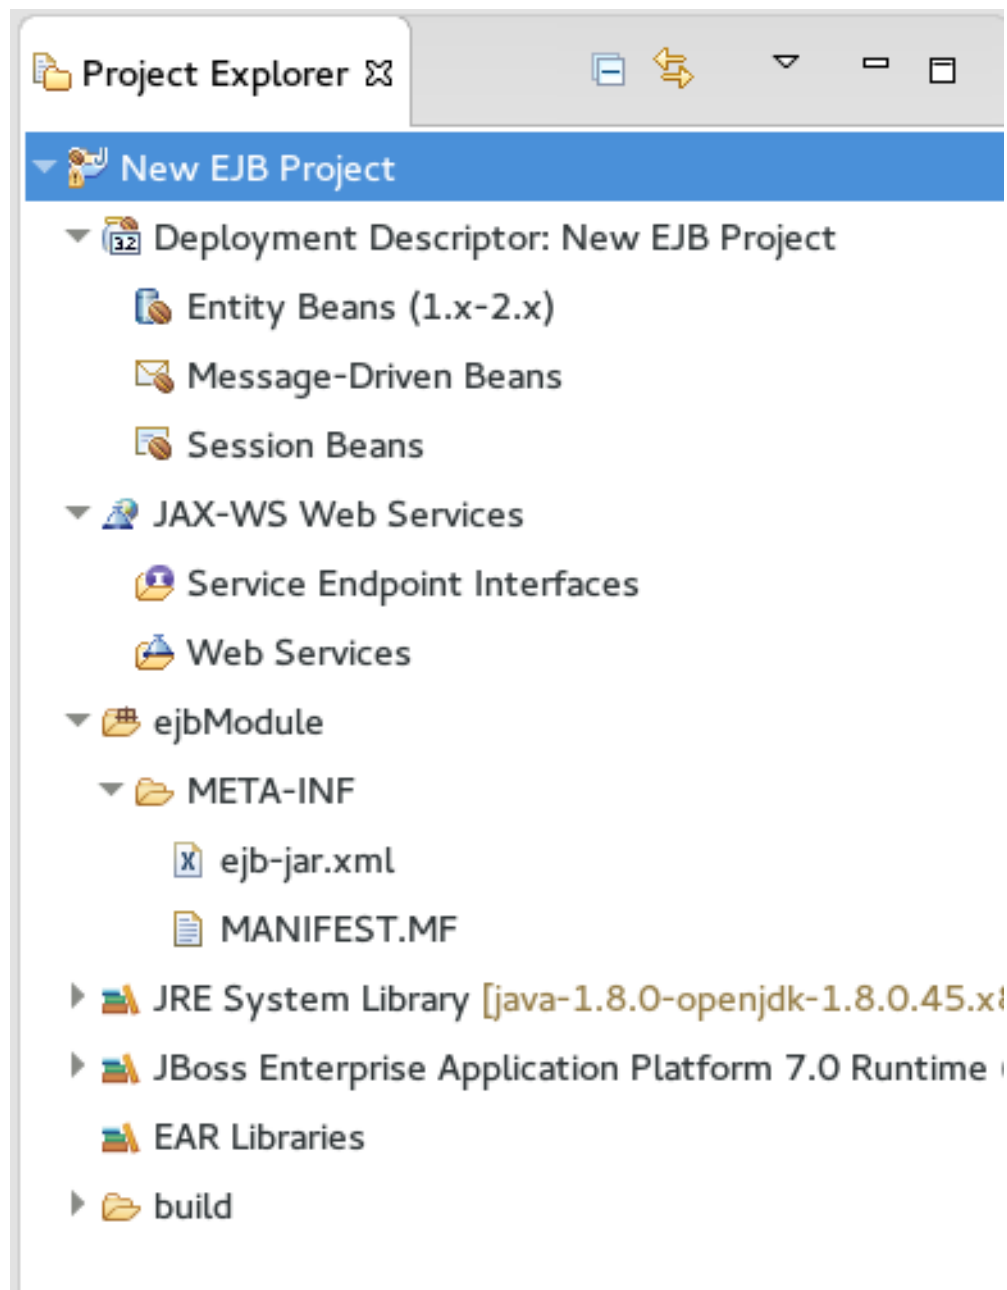 Project Explorer
New EJB Project
Deployment Descriptor: New EJB Project
Entity Beans (1.x-2.x)
Message-Driven Beans
Session Beans
JAX-WS Web Services
Service Endpoint Interfaces
Web Services
ejbModule
META-INF
ejb-jar.xml
MANIFEST.MF
JRE System Library [java-1.8.0-openjdk-1.8.0.45.x
JBoss Enterprise Application Platform 7.0 Runtime
EAR Libraries
build